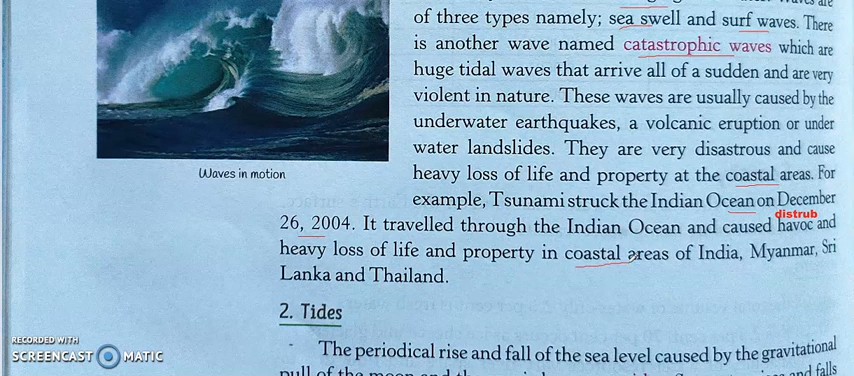 of three types namely; sea swell and surf waves. There
is another wave named catastrophic waves which are
huge tidal waves that arrive all of a sudden and are very
violent in nature. These waves are usually caused by the
underwater earthquakes, a volcanic eruption or under
water landslides. They are very disastrous and cause
heavy loss of life and property at the coastal areas. For
example, Tsunami struck the Indian Ocean on December
distrub
26, 2004. It travelled through the Indian Ocean and caused havoc and
heavy loss of life and property in coastal areas of India, Myanmar, Sri
Lanka and Thailand.
Waves in motion
2. Tides
The periodical rise and fall of the sea level caused by the gravitational
pull of the moon and the
and falls
RECORDED WITH
SCREENCAST MATIC